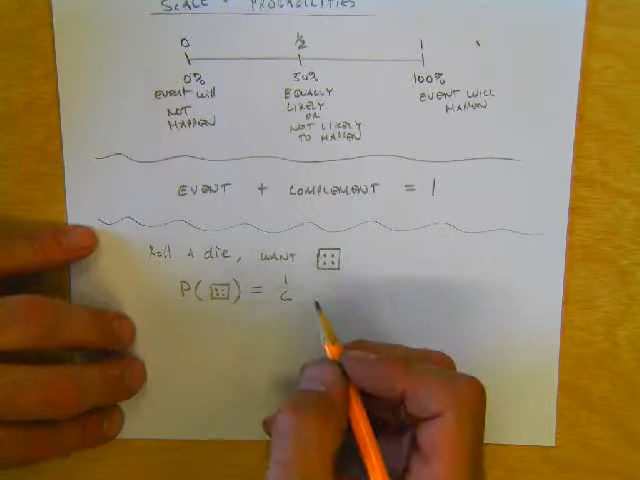 SCALE OF PROBABILITIES
0 1/2 1
0% 50% 100%
EVENT WILL NOT HAPPEN
EQUALLY LIKELY OR NOT LIKELY TO HAPPEN
EVENT WILL HAPPEN
EVENT + COMPLEMENT = 1
Roll A die, WANT ⚃
P(⚃) = 1/6